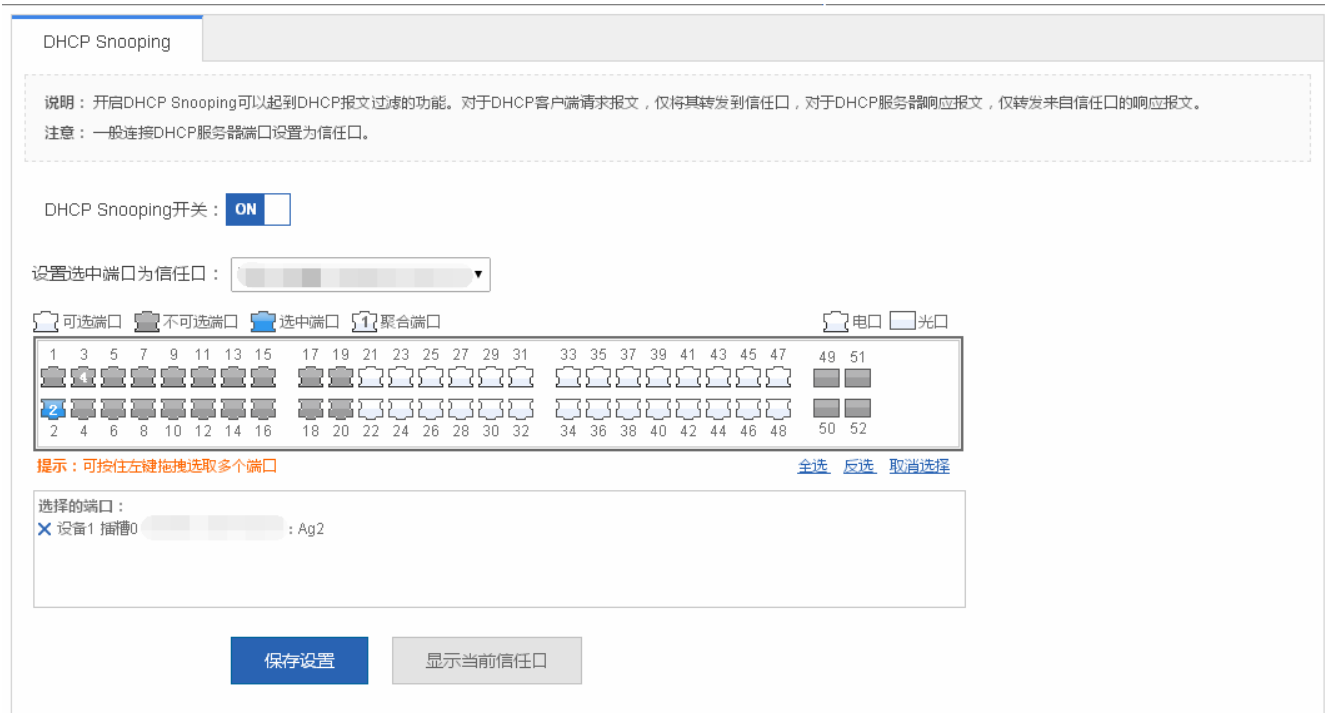 DHCP Snooping
说明：开启DHCP Snooping可以起到DHCP报文过滤的功能。对于DHCP客户端请求报文，仅将其转发到信任口，对于DHCP服务器响应报文，仅转发来自信任口的响应报文。
注意：一般连接DHCP服务器端口设置为信任口。
DHCP Snooping开关： ON
设置选中端口为信任口：
可选端口 不可选端口 选中端口 1 聚合端口 电口 光口
1 3 5 7 9 11 13 15 17 19 21 23 25 27 29 31 33 35 37 39 41 43 45 47 49 51
4
2
2 4 6 8 10 12 14 16 18 20 22 24 26 28 30 32 34 36 38 40 42 44 46 48 50 52
提示：可按住左键拖拽选取多个端口 全选 反选 取消选择
选择的端口：
设备1 插槽0 : Ag2
保存设置 显示当前信任口